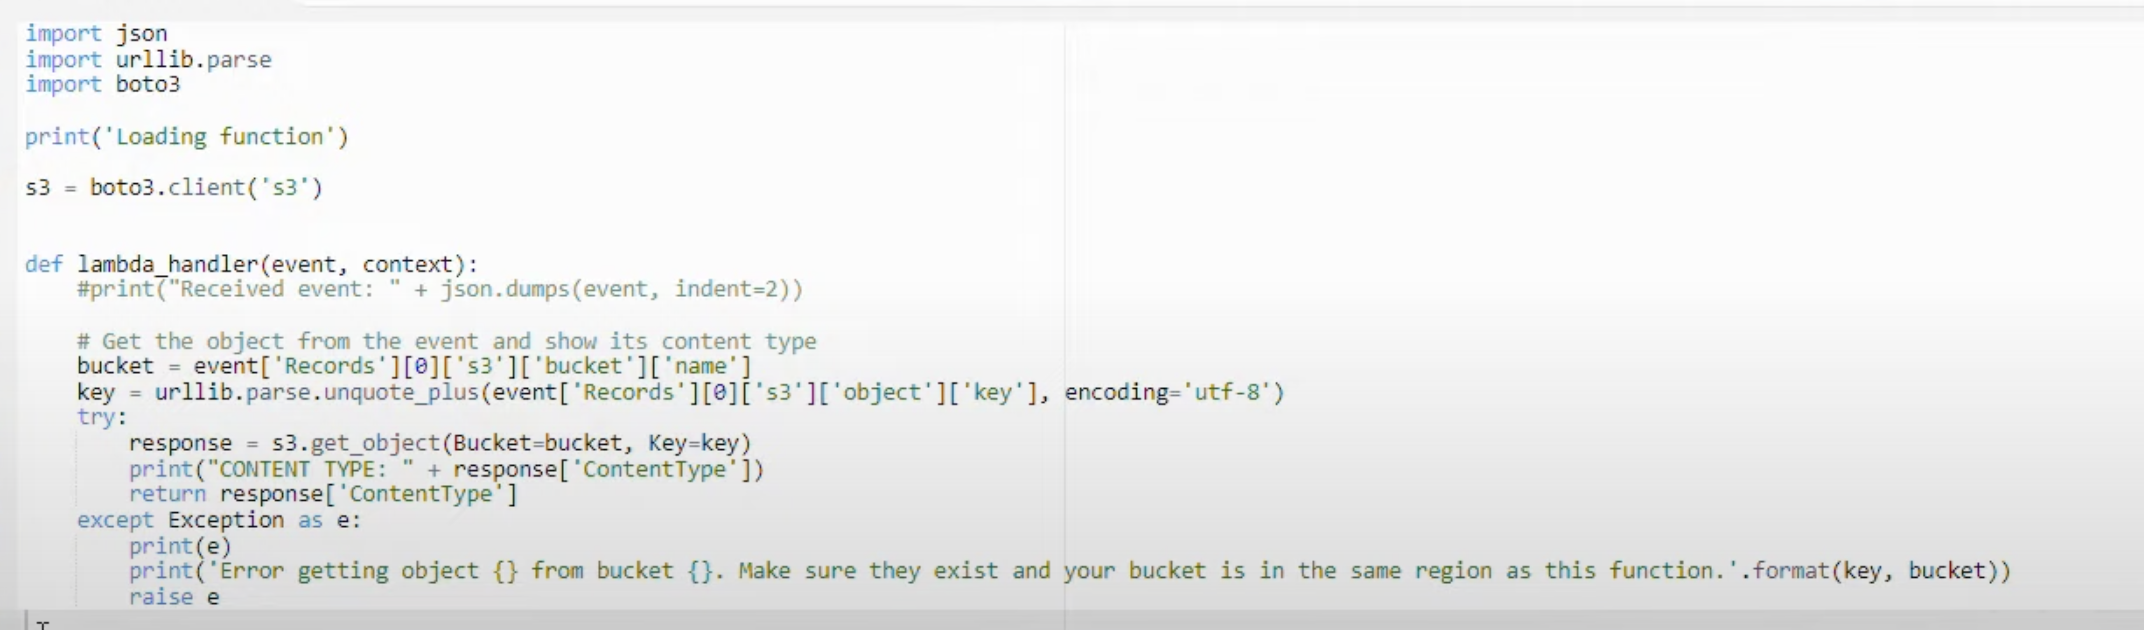 import json
import urllib.parse
import boto3
print('Loading function')
s3 = boto3.client('s3')
def lambda_handler(event, context):
#print("Received event: " + json.dumps(event, indent=2))
# Get the object from the event and show its content type
bucket = event['Records'][0]['s3']['bucket']['name']
key = urllib.parse.unquote_plus(event['Records'][0]['s3']['object']['key'], encoding='utf-8')
try:
response = s3.get_object(Bucket=bucket, Key=key)
print("CONTENT TYPE: " + response['ContentType'])
return response['ContentType']
except Exception as e:
print(e)
print('Error getting object {} from bucket {}. Make sure they exist and your bucket is in the same region as this function.'.format(key, bucket))
raise e